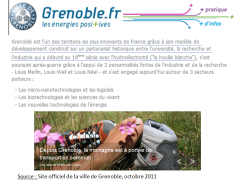 Grenoble.fr
les énergies posi+ives
+ pratique
+ d'infos
Grenoble est l'un des territoires les plus innovants de France grâce à son modèle de
développement construit sur un partenariat historique entre l'université, la recherche et
l'industrie qui a débuté au 19ème siècle avec l'hydroélectricité ("la houille blanche"), s'est
poursuivi après-guerre grâce à l'appui de 3 personnalités fortes de l'industrie et de la recherche
- Louis Merlin, Louis Weil et Louis Néel - et s'est engagé aujourd'hui autour de 3 secteurs
porteurs :
- Les micro-nanotechnologies et les logiciels
- Les biotechnologies et les sciences du vivant
- Les nouvelles technologies de l'énergie
Depuis Grenoble, la montagne est à portée de
transport en commun
Source : Site officiel de la ville de Grenoble, octobre 2011